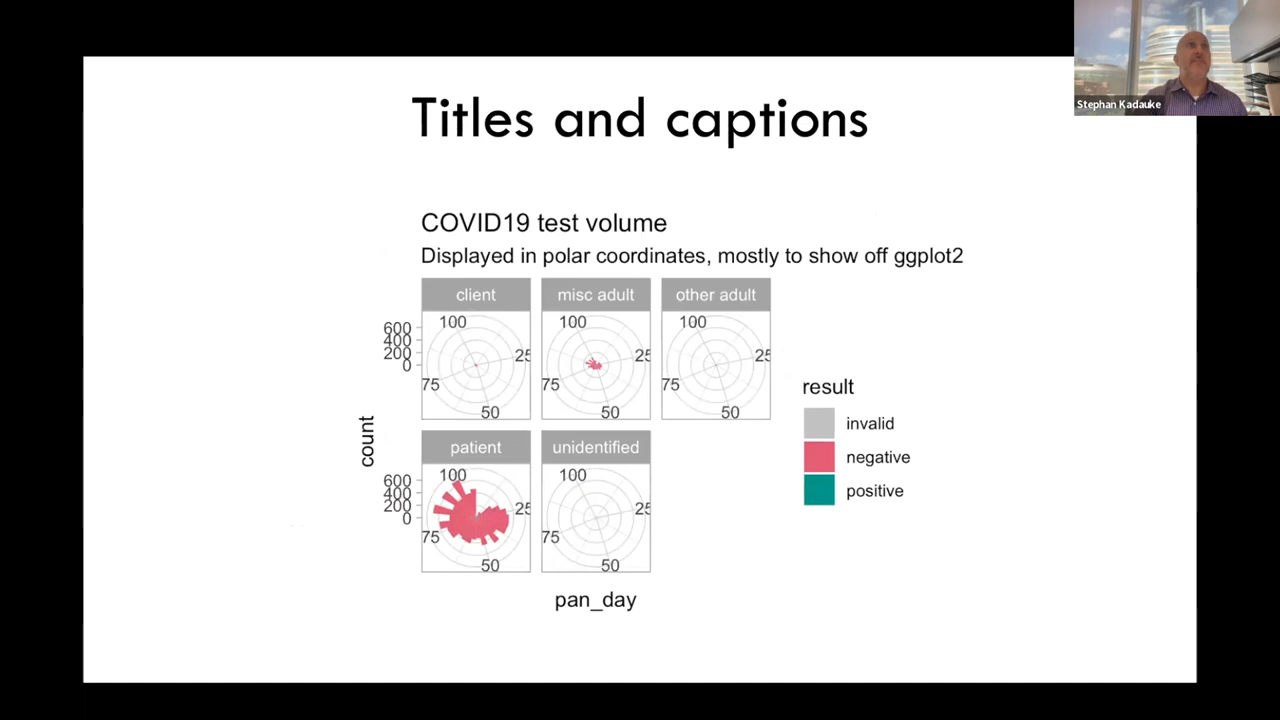 Stephan Kadauke
Titles and captions
COVID19 test volume
Displayed in polar coordinates, mostly to show off ggplot2
client misc adult other adult
100 100 100
600
400
200
0
25 25 25
75 75 75
50 50 50
result
invalid
negative
positive
count
patient unidentified
100 100
600
400
200
0
25 25
75 75
50 50
pan_day